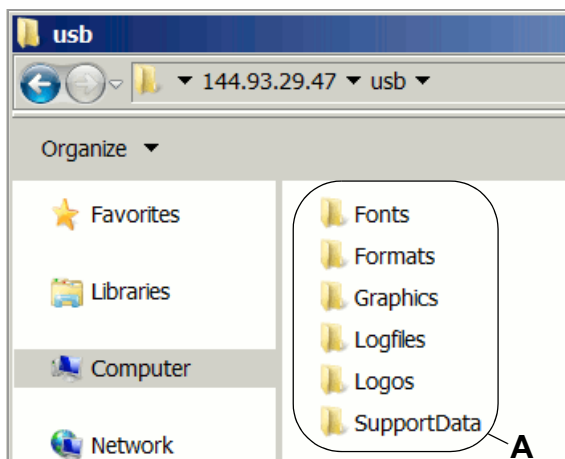 usb
144.93.29.47 usb
Organize
Favorites
Libraries
Computer
Network
Fonts
Formats
Graphics
Logfiles
Logos
SupportData
A